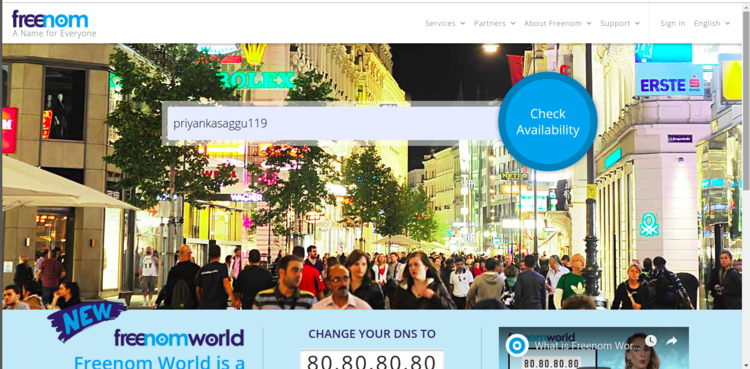 freenom
A Name for Everyone
Services Partners About Freenom Support Sign in English
ROLEX
ERSTE
priyankasaggu119
Check
Availability
WAGNER
NEW
freenomworld
Freenom World is a
CHANGE YOUR DNS TO
80.80.80.80
freenomworld
What is Freenom Wor...
80.80.80.80